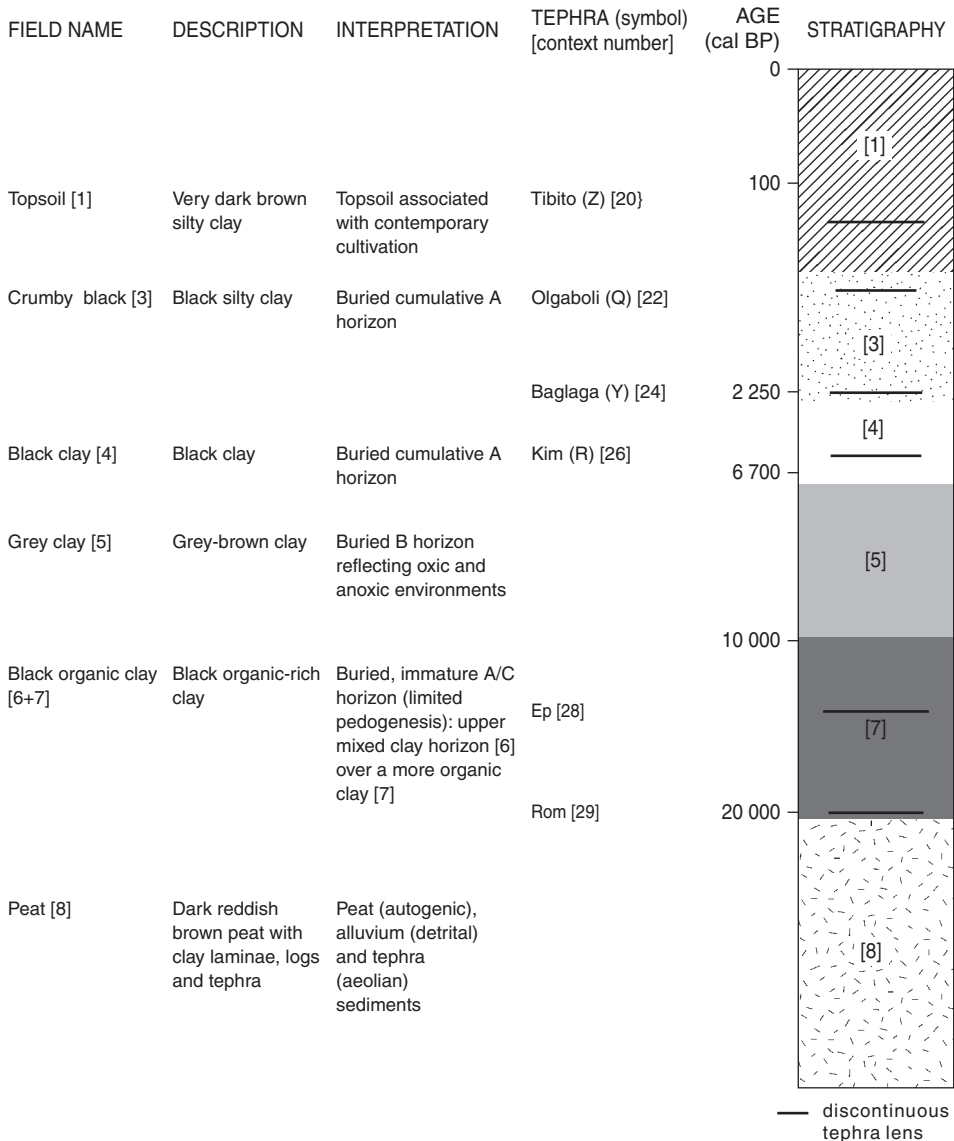 FIELD NAME DESCRIPTION INTERPRETATION TEPHRA (symbol) AGE STRATIGRAPHY
[context number] (cal BP)
0
[1]
100
Topsoil [1] Very dark brown Topsoil associated Tibito (Z) [20}
silty clay with contemporary
cultivation
Crumby black [3] Black silty clay Buried cumulative A Olgaboli (Q) [22]
horizon
[3]
Baglaga (Y) [24] 2 250
[4]
Black clay [4] Black clay Buried cumulative A Kim (R) [26]
horizon 6 700
Grey clay [5] Grey-brown clay Buried B horizon
reflecting oxic and [5]
anoxic environments
10 000
Black organic clay Black organic-rich Buried, immature A/C
[6+7] clay horizon (limited
pedogenesis): upper Ep [28]
mixed clay horizon [6] [7]
over a more organic
clay [7]
Rom [29] 20 000
Peat [8] Dark reddish Peat (autogenic),
brown peat with alluvium (detrital)
clay laminae, logs and tephra [8]
and tephra (aeolian)
sediments
discontinuous
tephra lens